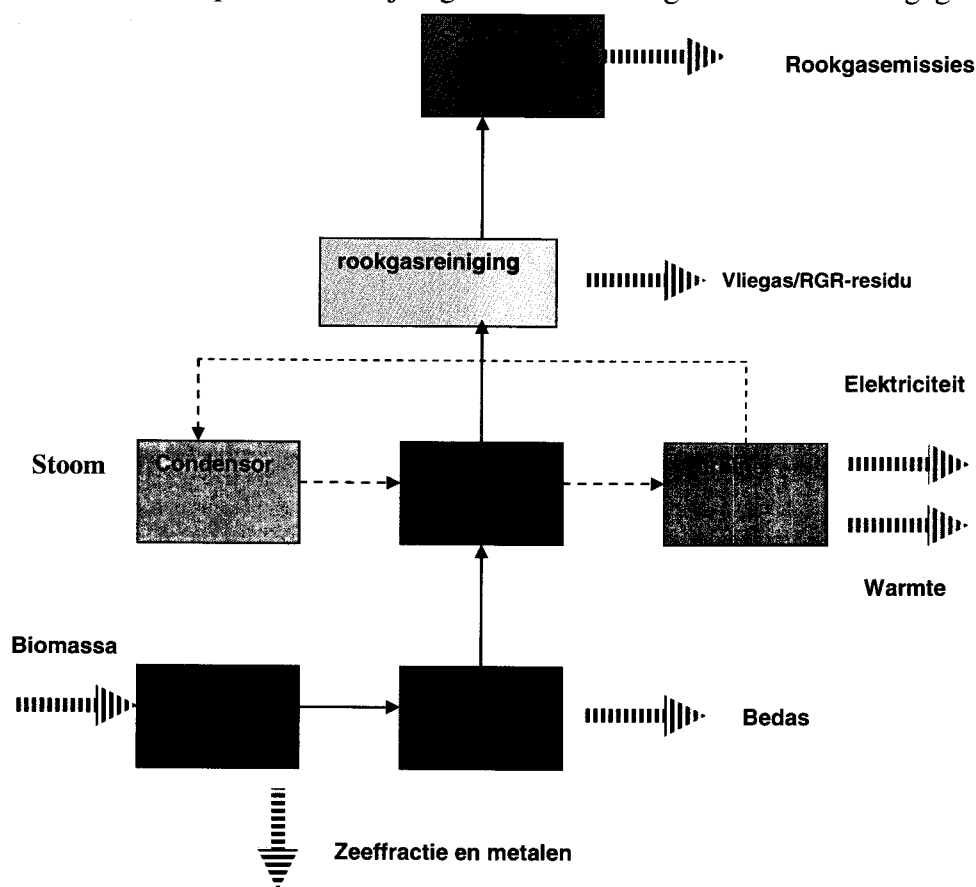 Rookgasemissies
rookgasreiniging
Vliegas/RGR-residu
Elektriciteit
Stoom
Condensor
Warmte
Biomassa
Bedas
Zeeffractie en metalen